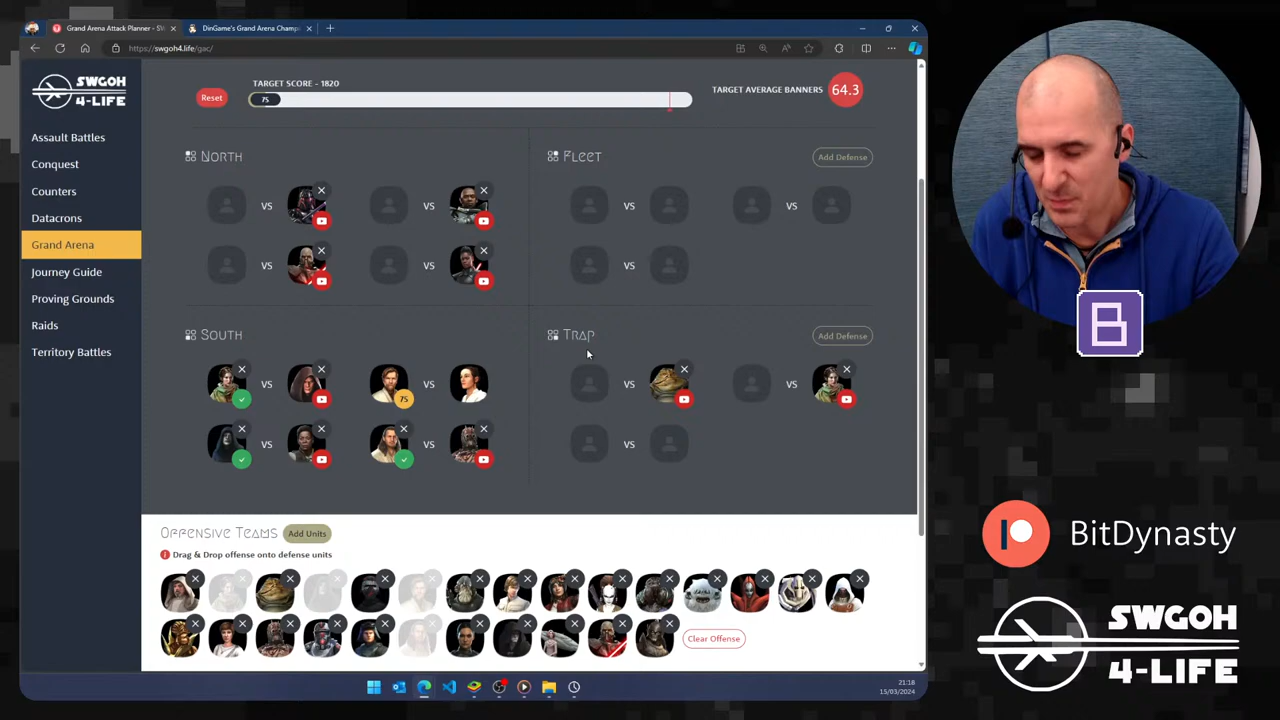 Grand Arena Attack Planner - SW
DinGame's Grand Arena Champ
https://swgoh4.life/gac/
SWGOH
4-LIFE
Assault Battles
Conquest
Counters
Datacrons
Grand Arena
Journey Guide
Proving Grounds
Raids
Territory Battles
Reset
TARGET SCORE - 1820
75
TARGET AVERAGE BANNERS
64.3
North
VS
VS
VS
VS
Fleet
Add Defense
VS
VS
VS
South
VS
VS
75
VS
VS
Trap
Add Defense
VS
VS
VS
Offensive Teams
Add Units
Drag & Drop offense onto defense units
Clear Offense
21:18
15/03/2024
B
BitDynasty
SWGOH
4-LIFE